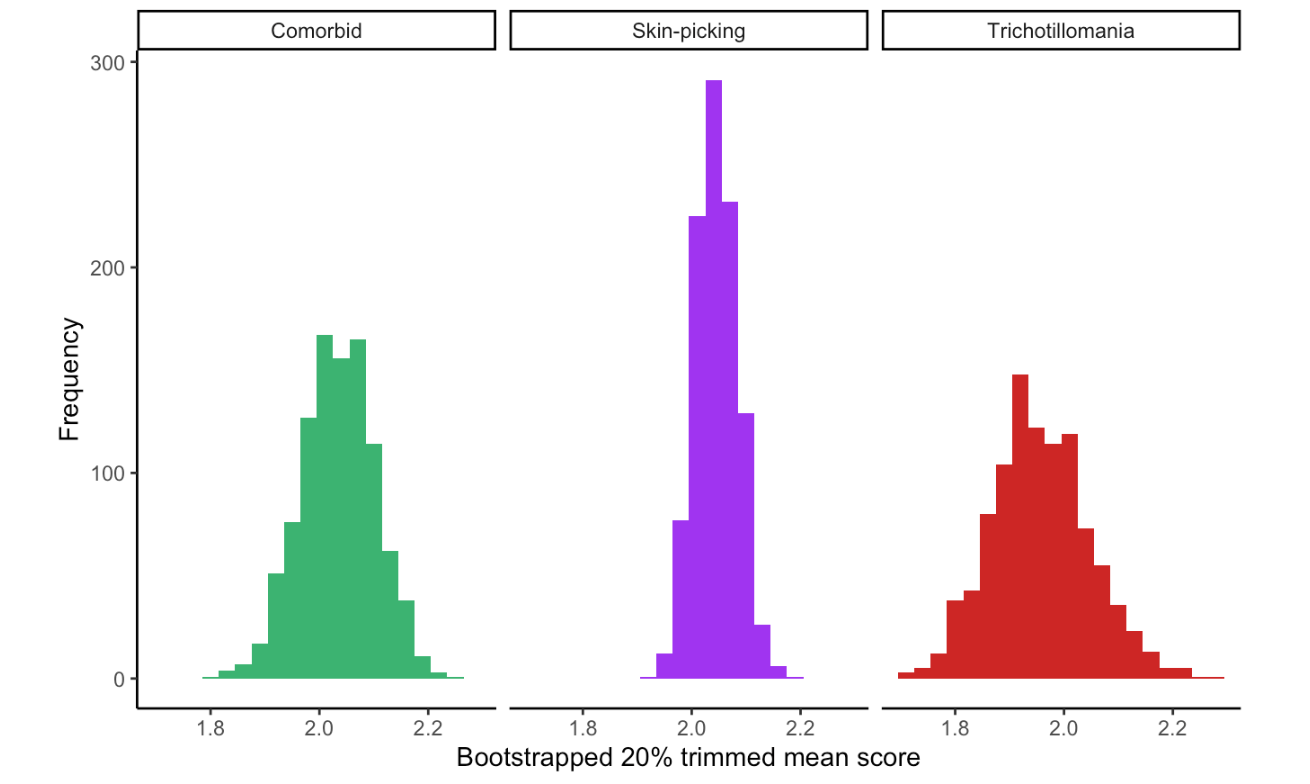 Comorbid Skin-picking Trichotillomania
300
200
100
0
Frequency
1.8 2.0 2.2 1.8 2.0 2.2 1.8 2.0 2.2
Bootstrapped 20% trimmed mean score